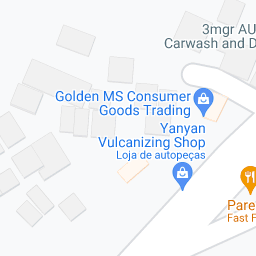 3mgr AU
Carwash and D
Golden MS Consumer
Goods Trading
Yanyan
Vulcanizing Shop
Loja de autopeças
Pare
Fast F